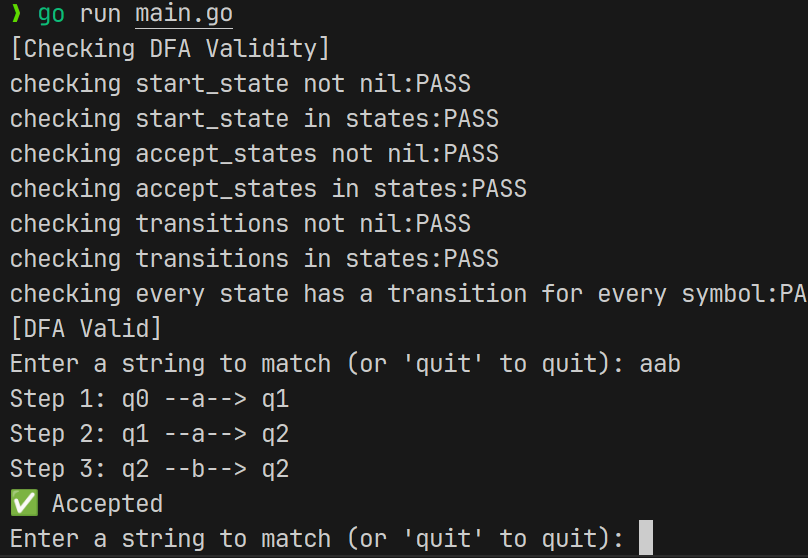 ❯ go run main.go
[Checking DFA Validity]
checking start_state not nil:PASS
checking start_state in states:PASS
checking accept_states not nil:PASS
checking accept_states in states:PASS
checking transitions not nil:PASS
checking transitions in states:PASS
checking every state has a transition for every symbol:PA
[DFA Valid]
Enter a string to match (or 'quit' to quit): aab
Step 1: q0 --a--> q1
Step 2: q1 --a--> q2
Step 3: q2 --b--> q2
✅ Accepted
Enter a string to match (or 'quit' to quit):